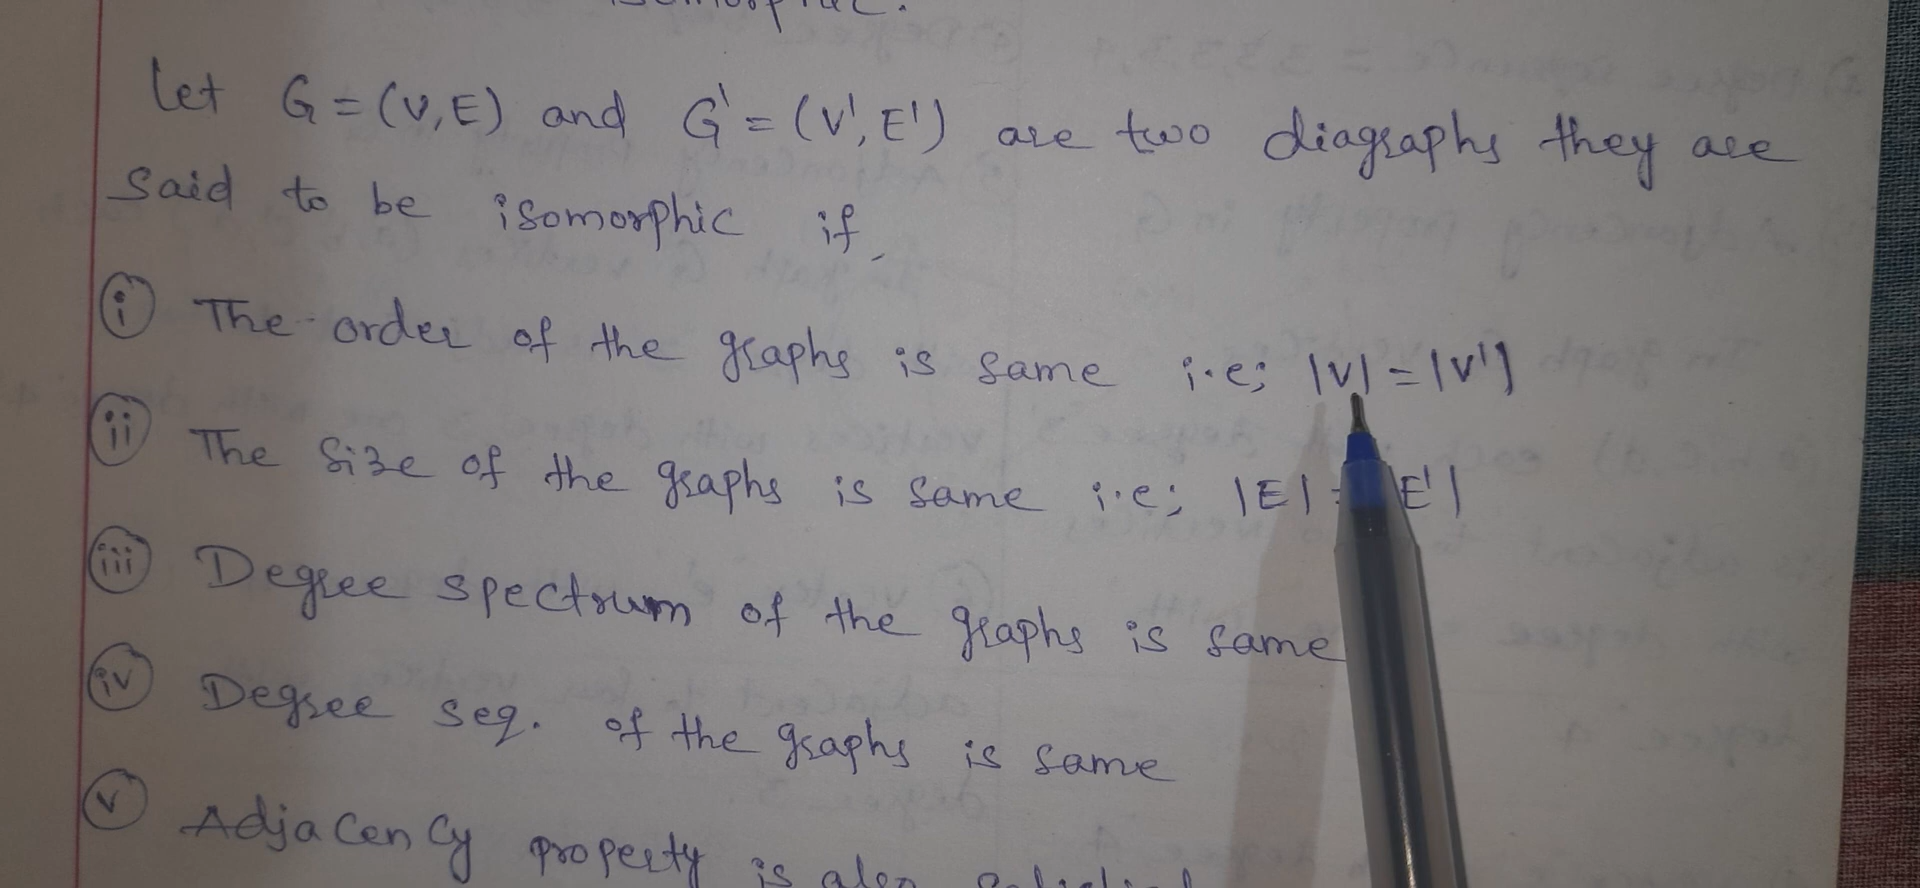 Let G = (V, E) and G' = (V', E') are two diagraphs they are
said to be isomorphic if,
(i) The order of the graphs is same i.e; |V| = |V'|
(ii) The size of the graphs is same i.e; |E| = |E'|
(iii) Degree spectrum of the graphs is same
(iv) Degree seq. of the graphs is same
(v) Adjacency property is also